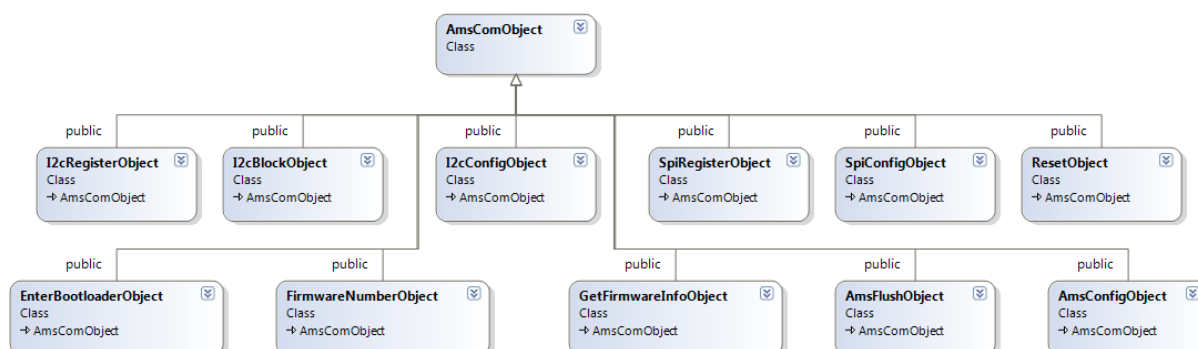 AmsComObject
Class
public public public public public public
I2cRegisterObject I2cBlockObject I2cConfigObject SpiRegisterObject SpiConfigObject ResetObject
Class Class Class Class Class Class
AmsComObject AmsComObject AmsComObject AmsComObject AmsComObject AmsComObject
public public public public public
EnterBootloaderObject FirmwareNumberObject GetFirmwareInfoObject AmsFlushObject AmsConfigObject
Class Class Class Class Class
AmsComObject AmsComObject AmsComObject AmsComObject AmsComObject